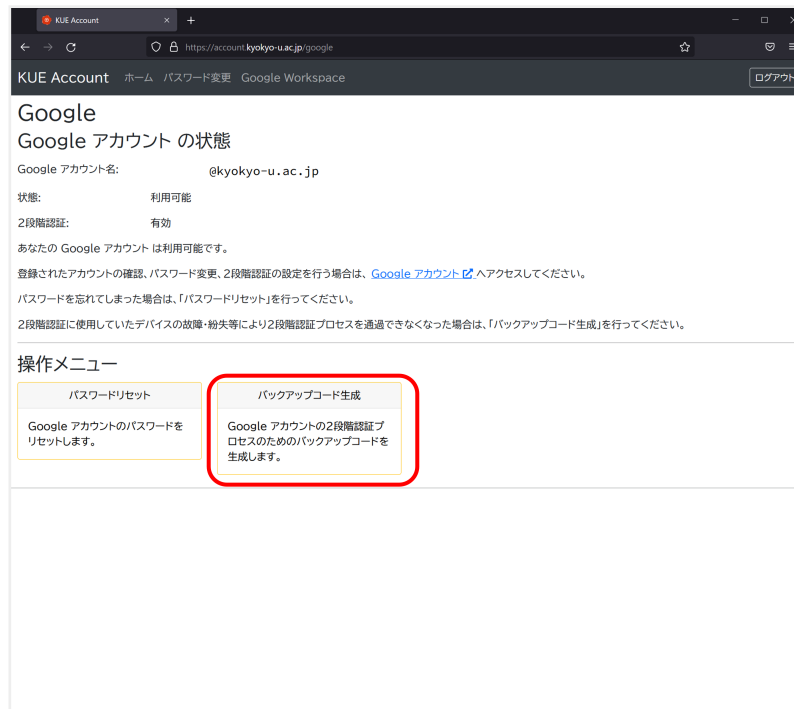 KUE Account
https://account.kyokyo-u.ac.jp/google
KUE Account ホーム パスワード変更 Google Workspace ログアウト
Google
Google アカウント の状態
Google アカウント名: @kyokyo-u.ac.jp
状態: 利用可能
2段階認証: 有効
あなたの Google アカウント は利用可能です。
登録されたアカウントの確認、パスワード変更、2段階認証の設定を行う場合は、 Google アカウント へアクセスしてください。
パスワードを忘れてしまった場合は、「パスワードリセット」を行ってください。
2段階認証に使用していたデバイスの故障・紛失等により2段階認証プロセスを通過できなくなった場合は、「バックアップコード生成」を行ってください。
操作メニュー
パスワードリセット
Google アカウントのパスワードを
リセットします。
バックアップコード生成
Google アカウントの2段階認証プ
ロセスのためのバックアップコードを
生成します。